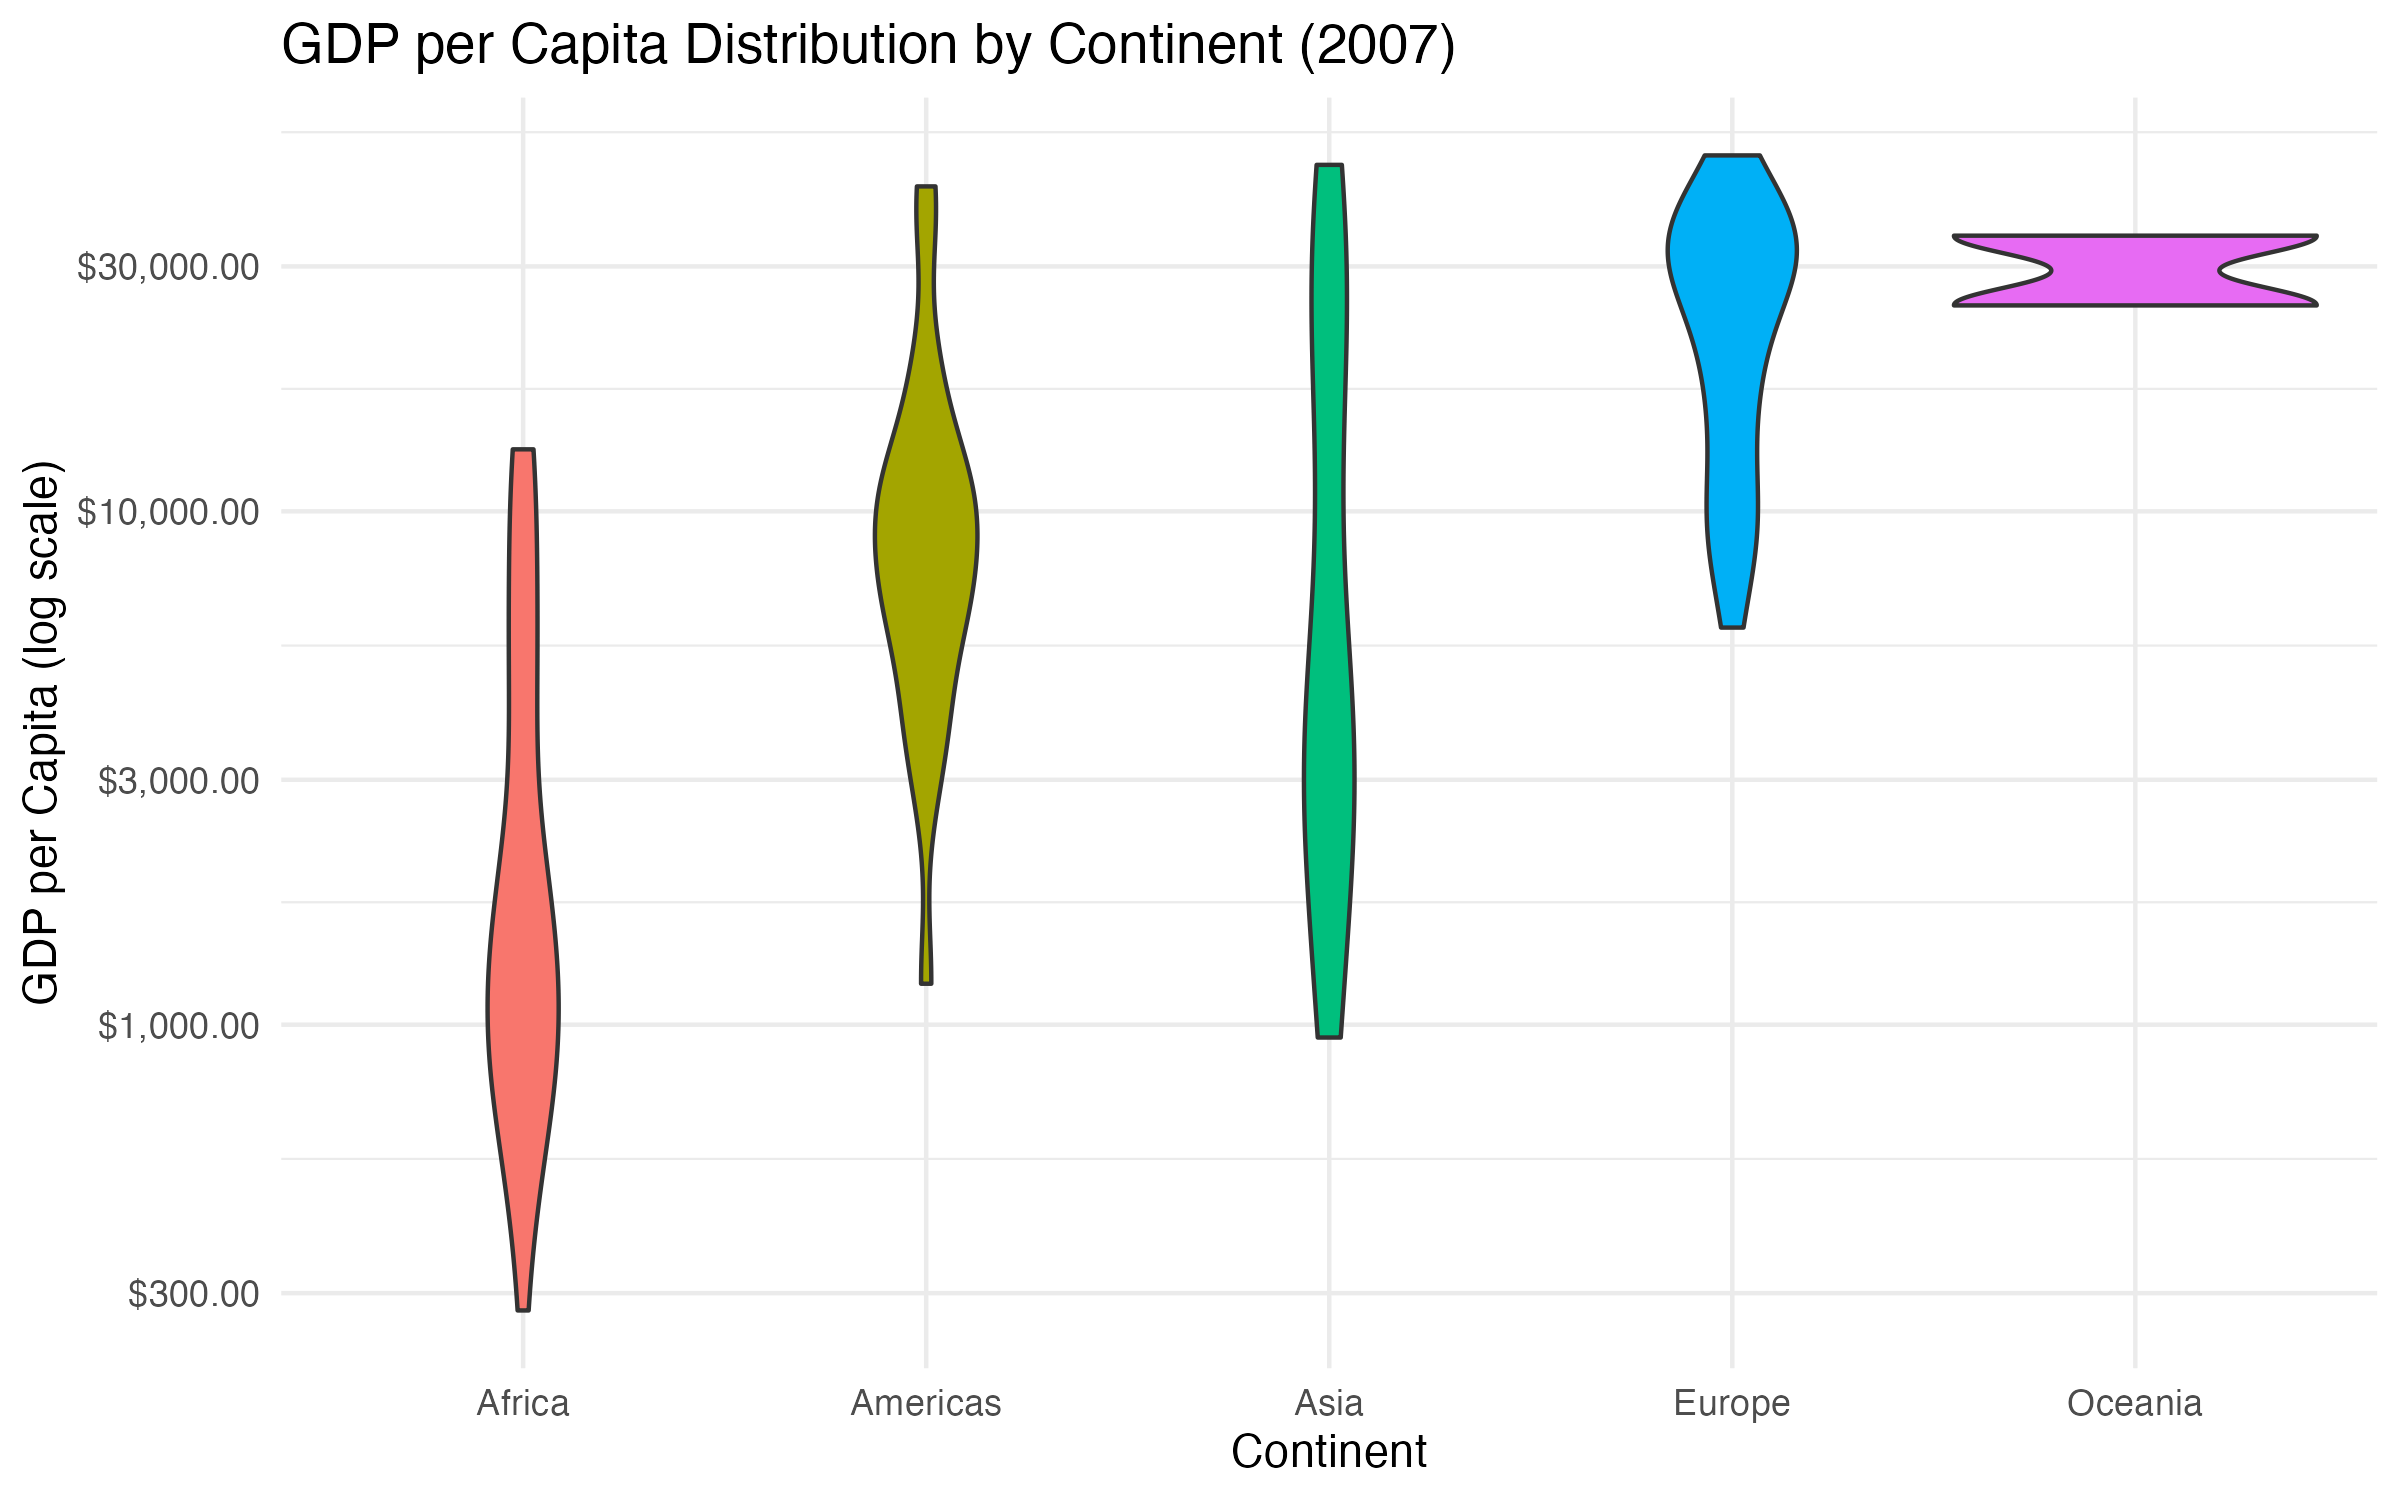 GDP per Capita Distribution by Continent (2007)
GDP per Capita (log scale)
$30,000.00
$10,000.00
$3,000.00
$1,000.00
$300.00
Africa Americas Asia Europe Oceania
Continent